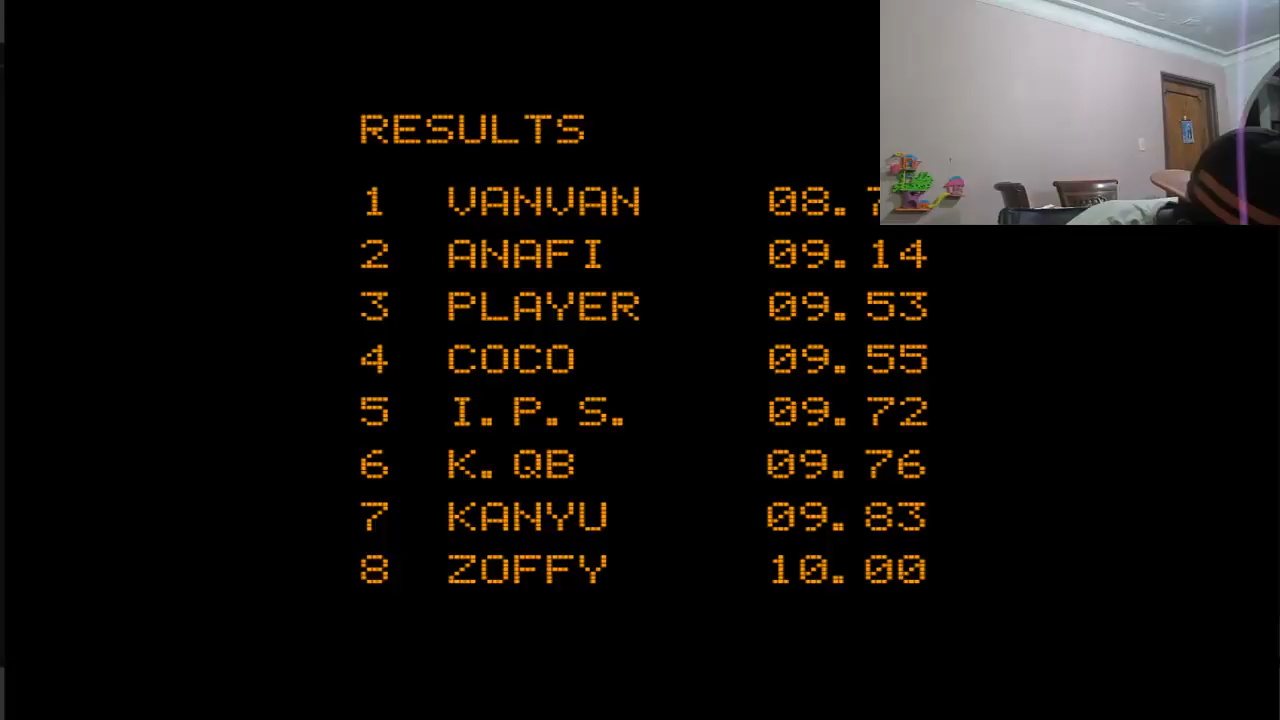 RESULTS
1 VANVAN 08.7
2 ANAFI 09.14
3 PLAYER 09.53
4 COCO 09.55
5 I.P.S. 09.72
6 K.QB 09.76
7 KANYU 09.83
8 ZOFFY 10.00